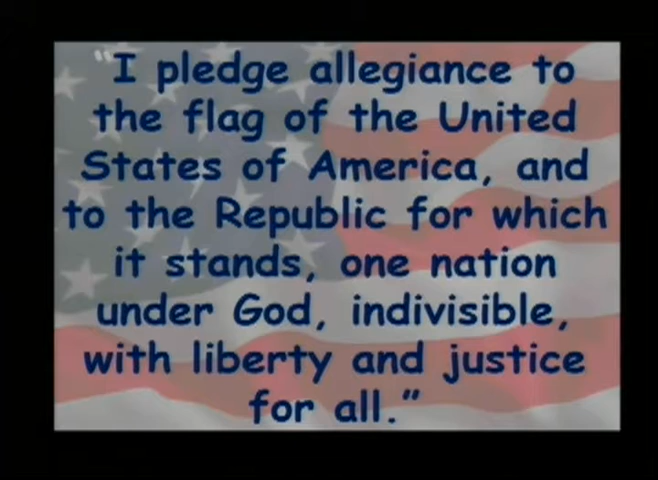 “I pledge allegiance to
the flag of the United
States of America, and
to the Republic for which
it stands, one nation
under God, indivisible,
with liberty and justice
for all.”